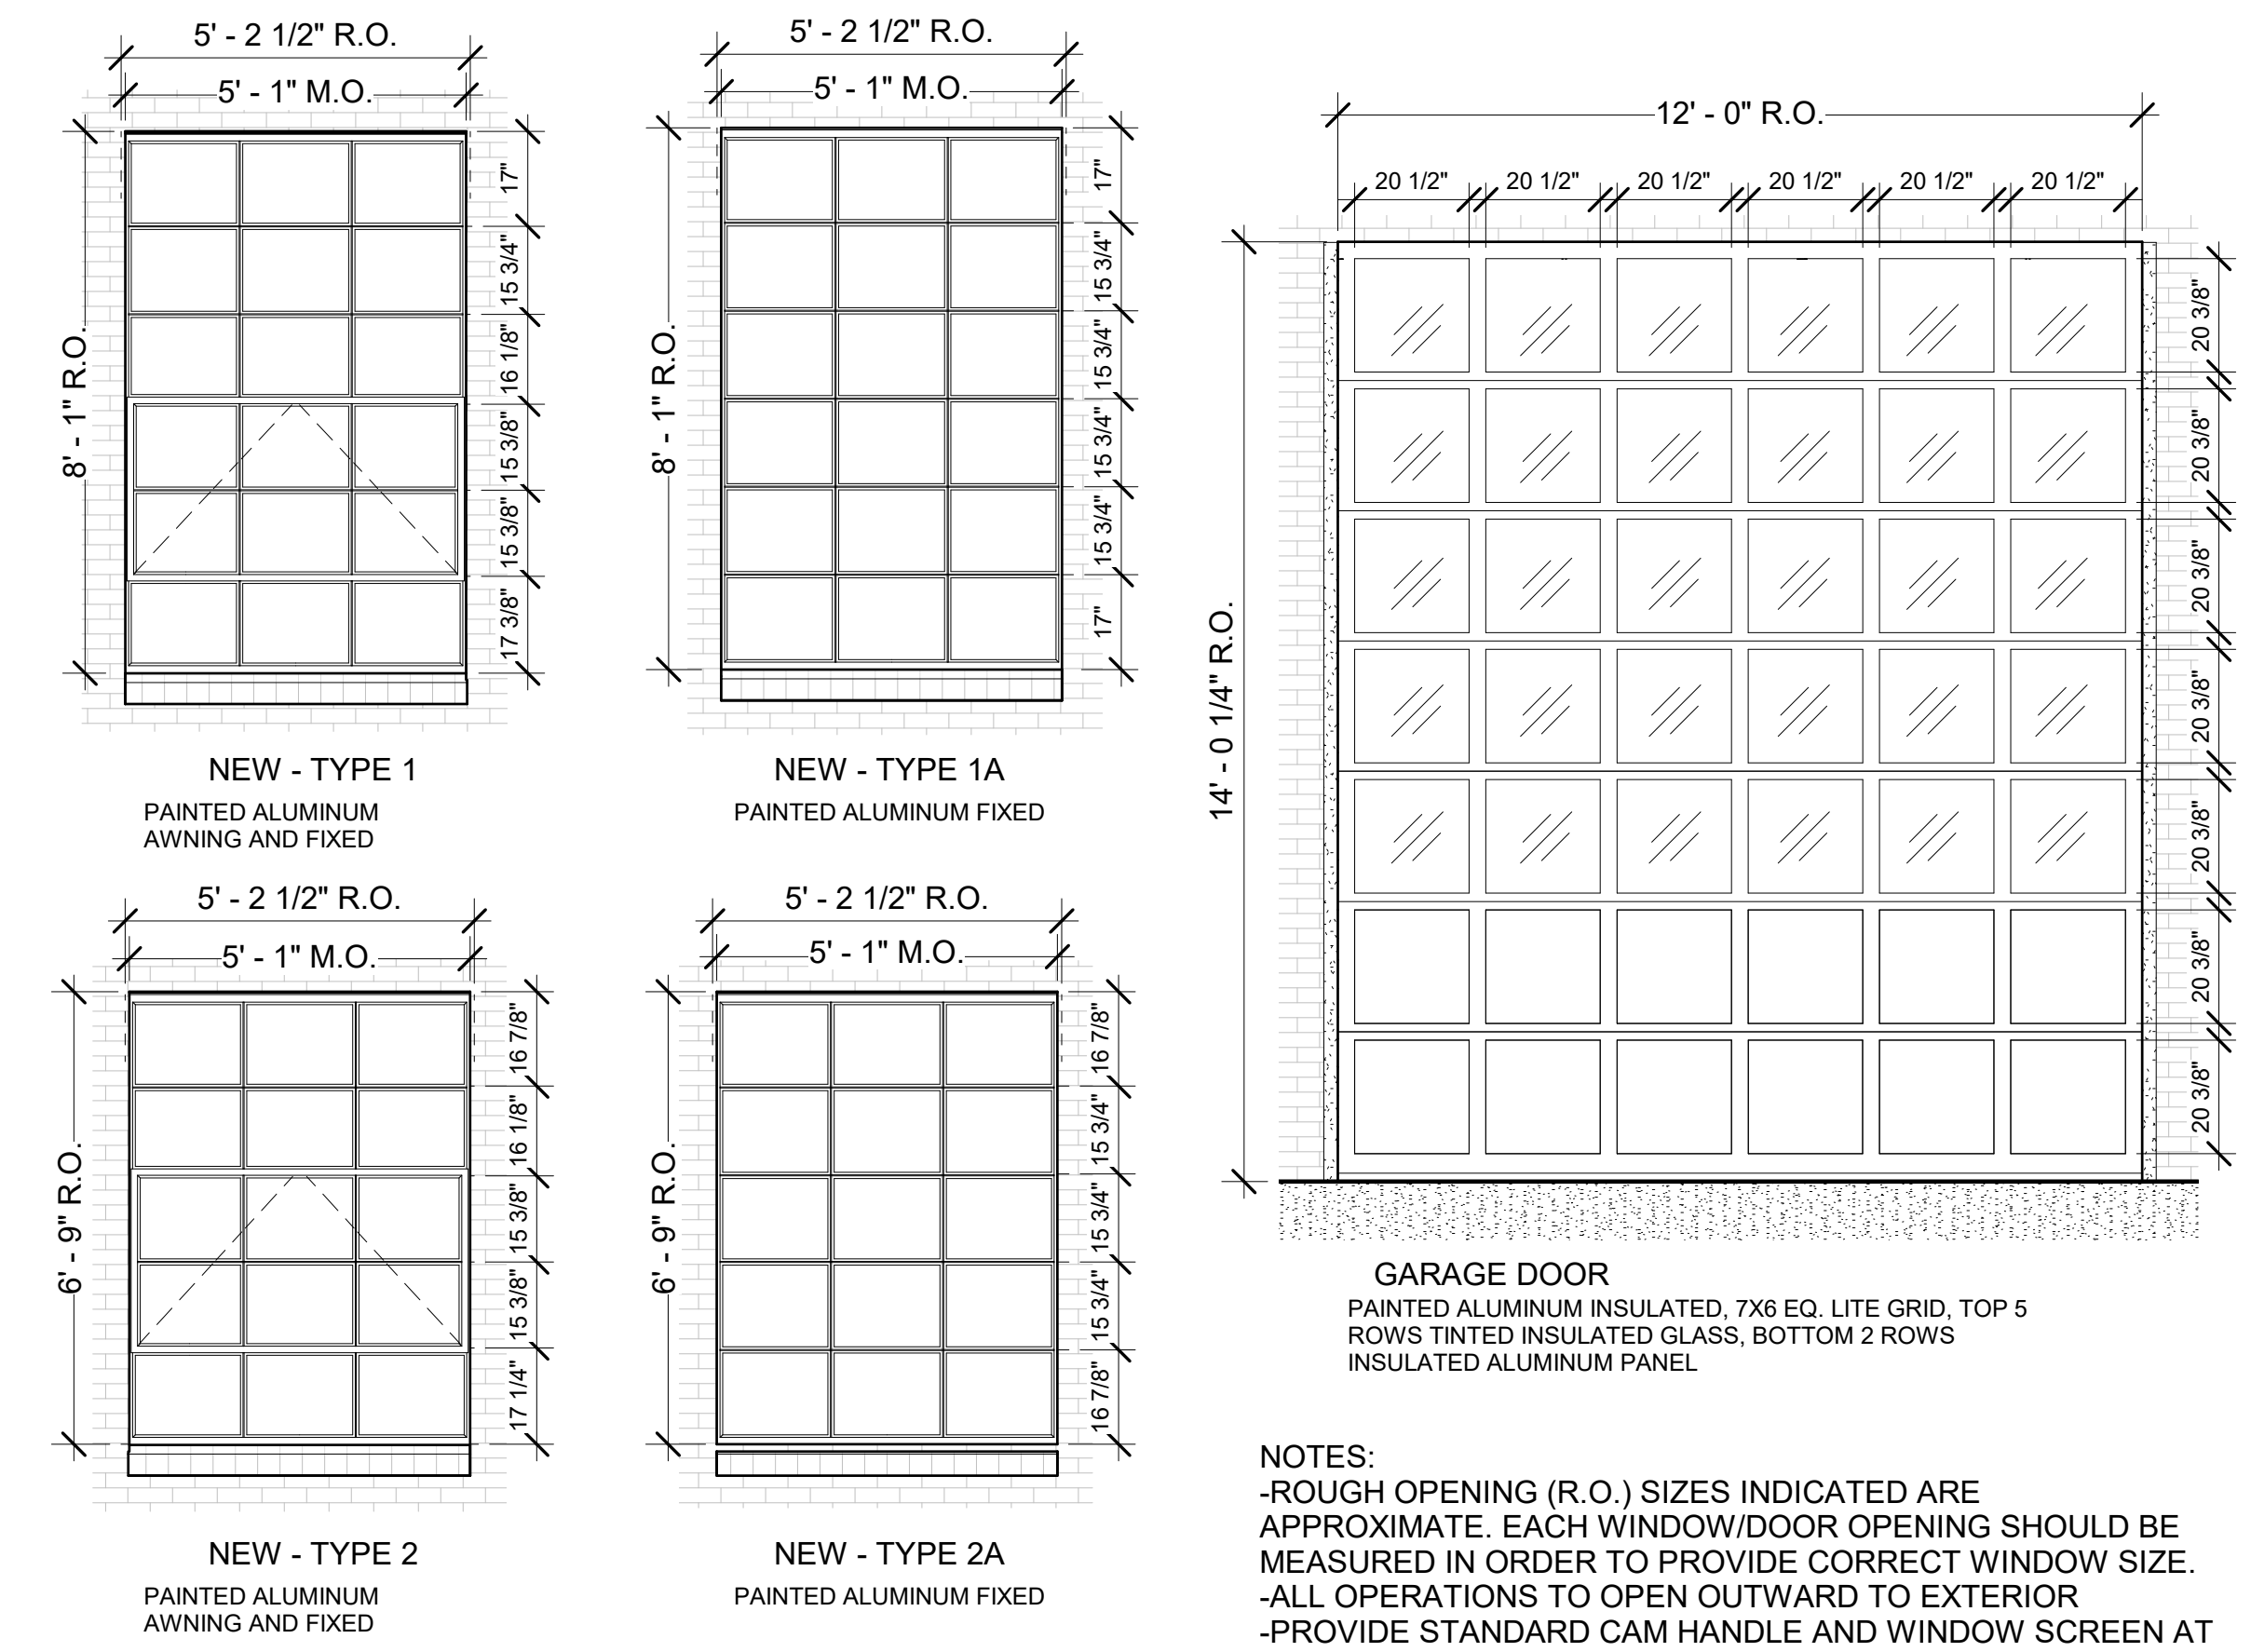 5' - 2 1/2" R.O.
5' - 1" M.O.
8' - 1" R.O.
17"
15 3/4"
16 1/8"
15 3/8"
15 3/8"
17 3/8"
NEW - TYPE 1
PAINTED ALUMINUM
AWNING AND FIXED
5' - 2 1/2" R.O.
5' - 1" M.O.
8' - 1" R.O.
17"
15 3/4"
15 3/4"
15 3/4"
15 3/4"
17"
NEW - TYPE 1A
PAINTED ALUMINUM FIXED
5' - 2 1/2" R.O.
5' - 1" M.O.
6' - 9" R.O.
16 7/8"
16 1/8"
15 3/8"
15 3/8"
17 1/4"
NEW - TYPE 2
PAINTED ALUMINUM
AWNING AND FIXED
5' - 2 1/2" R.O.
5' - 1" M.O.
6' - 9" R.O.
16 7/8"
15 3/4"
15 3/4"
15 3/4"
16 7/8"
NEW - TYPE 2A
PAINTED ALUMINUM FIXED
12' - 0" R.O.
20 1/2" 20 1/2" 20 1/2" 20 1/2" 20 1/2" 20 1/2"
14' - 0 1/4" R.O.
20 3/8"
20 3/8"
20 3/8"
20 3/8"
20 3/8"
20 3/8"
20 3/8"
GARAGE DOOR
PAINTED ALUMINUM INSULATED, 7X6 EQ. LITE GRID, TOP 5
ROWS TINTED INSULATED GLASS, BOTTOM 2 ROWS
INSULATED ALUMINUM PANEL
NOTES:
-ROUGH OPENING (R.O.) SIZES INDICATED ARE
APPROXIMATE. EACH WINDOW/DOOR OPENING SHOULD BE
MEASURED IN ORDER TO PROVIDE CORRECT WINDOW SIZE.
-ALL OPERATIONS TO OPEN OUTWARD TO EXTERIOR
-PROVIDE STANDARD CAM HANDLE AND WINDOW SCREEN AT